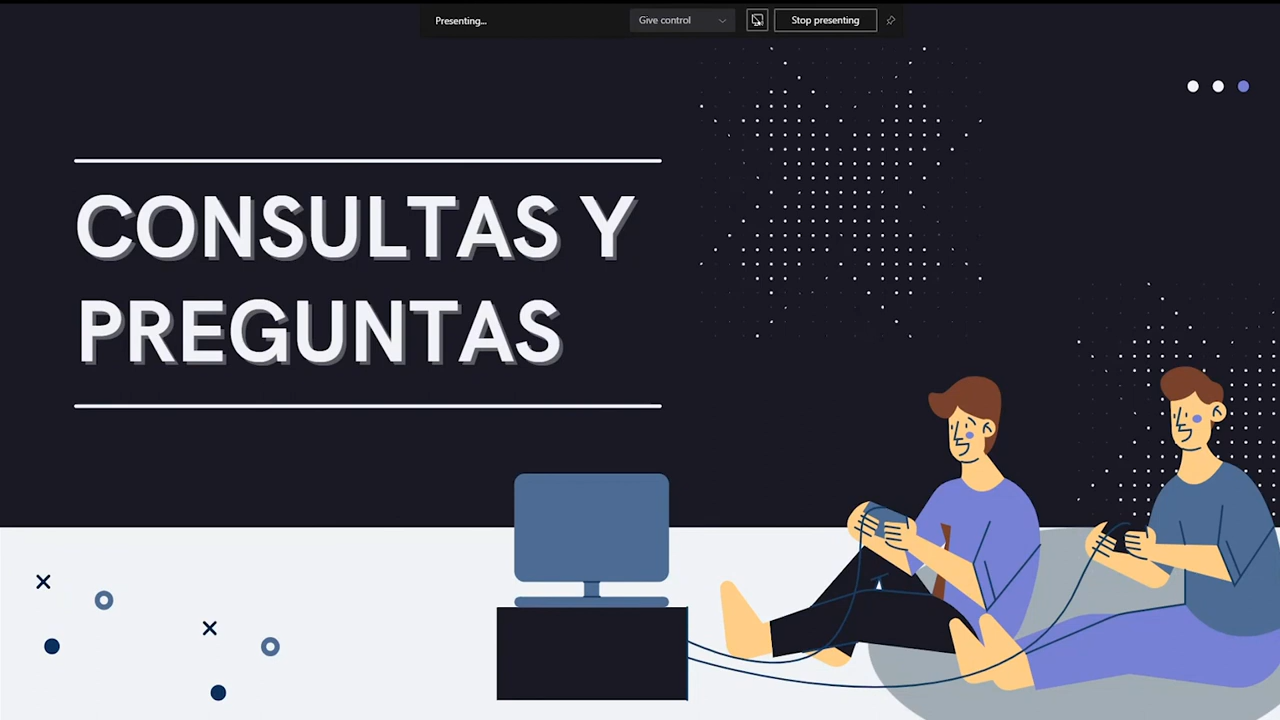 Presenting...
Give control
Stop presenting
CONSULTAS Y
PREGUNTAS